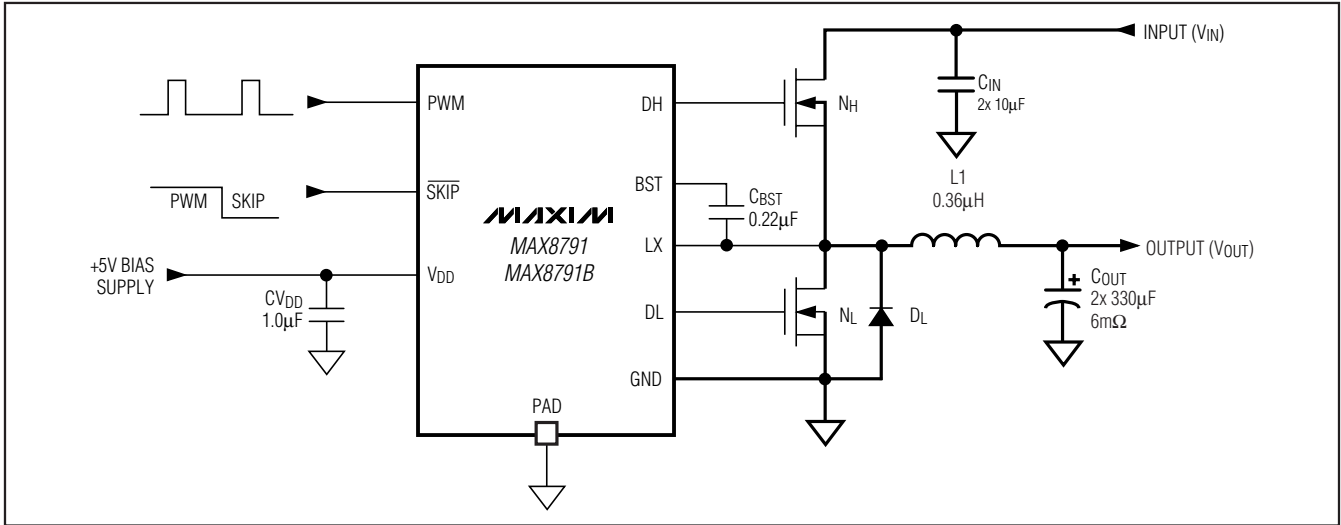 INPUT (VIN)
CIN
2x 10µF
PWM
DH
NH
SKIP
BST
PWM SKIP
CBST
0.22µF
L1
0.36µH
MAXIM
MAX8791
MAX8791B
LX
OUTPUT (VOUT)
+5V BIAS
SUPPLY
VDD
CVDD
1.0µF
DL
NL
DL
COUT
2x 330µF
6mΩ
+
GND
PAD